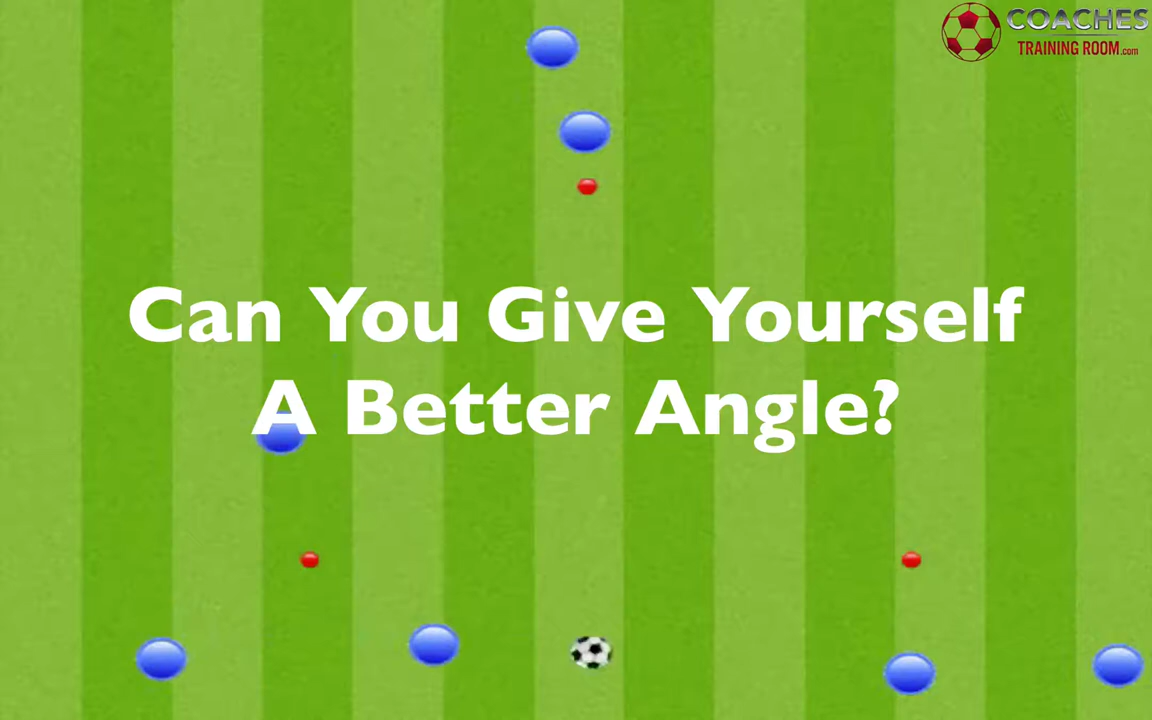 COACHES
TRAINING ROOM.com
Can You Give Yourself
A Better Angle?